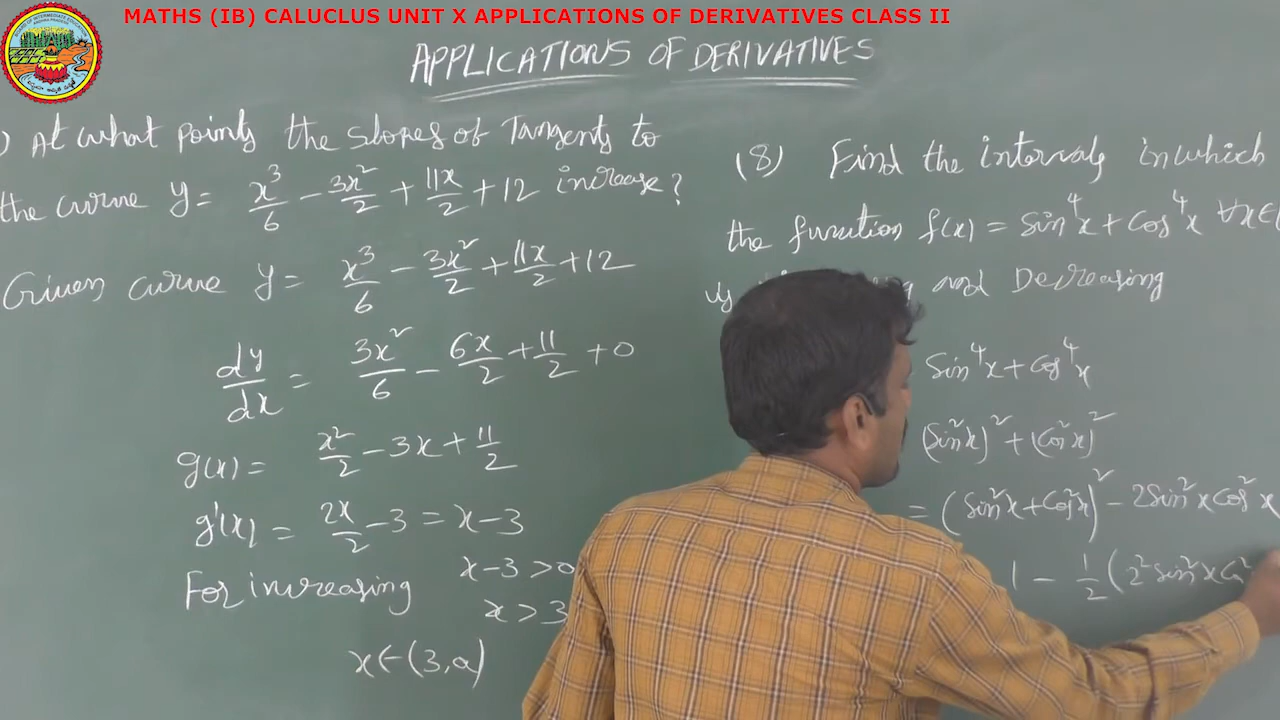 MATHS (IB) CALUCLUS UNIT X APPLICATIONS OF DERIVATIVES CLASS II
APPLICATIONS OF DERIVATIVES
) At what points the slopes of Tangents to
the curve y = x³/6 - 3x²/2 + 11x/2 + 12 increase?
Given curve y = x³/6 - 3x²/2 + 11x/2 + 12
dy/dx = 3x²/6 - 6x/2 + 11/2 + 0
g(x) = x²/2 - 3x + 11/2
g'(x) = 2x/2 - 3 = x - 3
For increasing x - 3 > 0
x > 3
x ∈ (3, α)
(8) Find the intervals in which
the function f(x) = Sin⁴x + Cos⁴x ∀x∈
and Decreasing
Sin⁴x + Cos⁴x
(Sin²x)² + (Cos²x)²
= (Sin²x + Cos²x)² - 2Sin²x Cos²x
1 - 1/2 (2² Sin²x Cos²